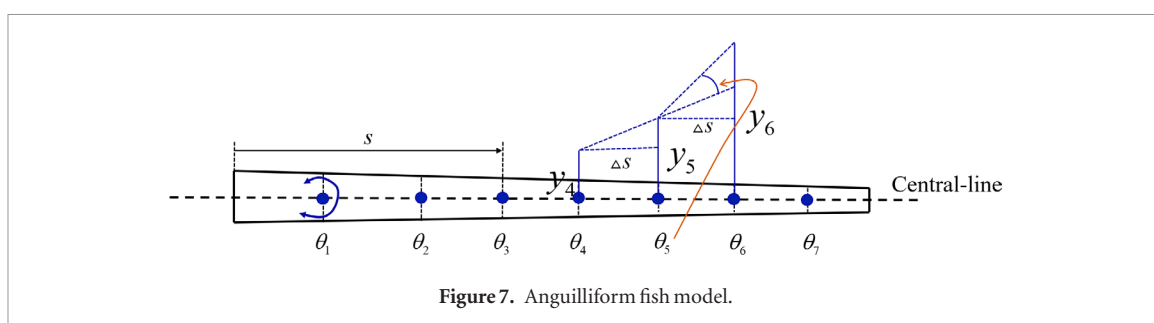 s
△s
y₆
△s
y₅
y₄
Central-line
θ₁ θ₂ θ₃ θ₄ θ₅ θ₆ θ₇
Figure 7. Anguilliform fish model.